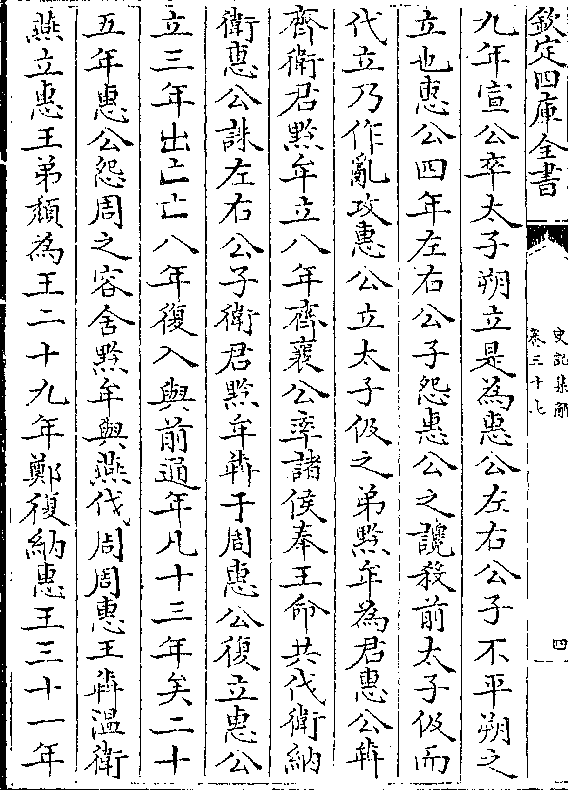 欽定四庫全書
史記集解
卷三十七
四
九年宣公卒太子朔立是為惠公左右公子不平朔之
立也惠公四年左右公子怨惠公之讒殺前太子伋而
代立乃作亂攻惠公立太子伋之弟黔牟為君惠公犇
齊衛君黔牟立八年齊襄公率諸侯奉王命共伐衛納
衛惠公誅左右公子衛君黔牟犇于周惠公復立惠公
立三年出亡亡八年復入與前通年凡十三年矣二十
五年惠公怨周之容舍黔牟與燕伐周周惠王犇溫衛
燕立惠王弟頹為王二十九年鄭復納惠王三十一年